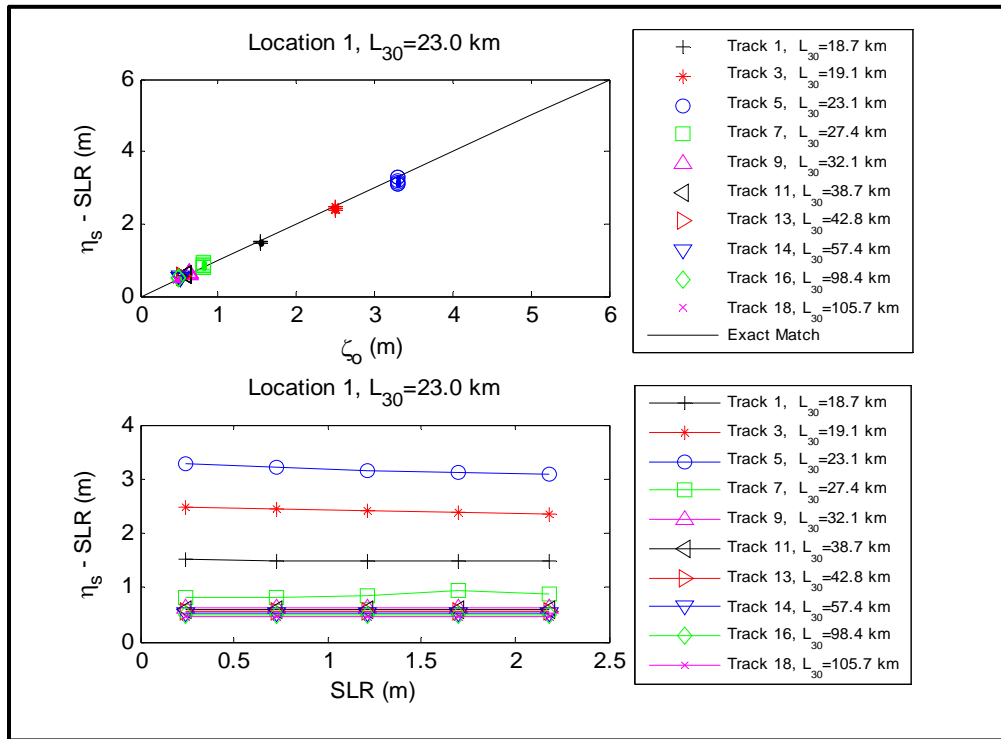 Location 1, L30=23.0 km
6
4
2
0
ηs - SLR (m)
0 1 2 3 4 5 6
ζo (m)
Track 1, L30=18.7 km
Track 3, L30=19.1 km
Track 5, L30=23.1 km
Track 7, L30=27.4 km
Track 9, L30=32.1 km
Track 11, L30=38.7 km
Track 13, L30=42.8 km
Track 14, L30=57.4 km
Track 16, L30=98.4 km
Track 18, L30=105.7 km
Exact Match
Location 1, L30=23.0 km
4
3
2
1
0
ηs - SLR (m)
0 0.5 1 1.5 2 2.5
SLR (m)
Track 1, L30=18.7 km
Track 3, L30=19.1 km
Track 5, L30=23.1 km
Track 7, L30=27.4 km
Track 9, L30=32.1 km
Track 11, L30=38.7 km
Track 13, L30=42.8 km
Track 14, L30=57.4 km
Track 16, L30=98.4 km
Track 18, L30=105.7 km